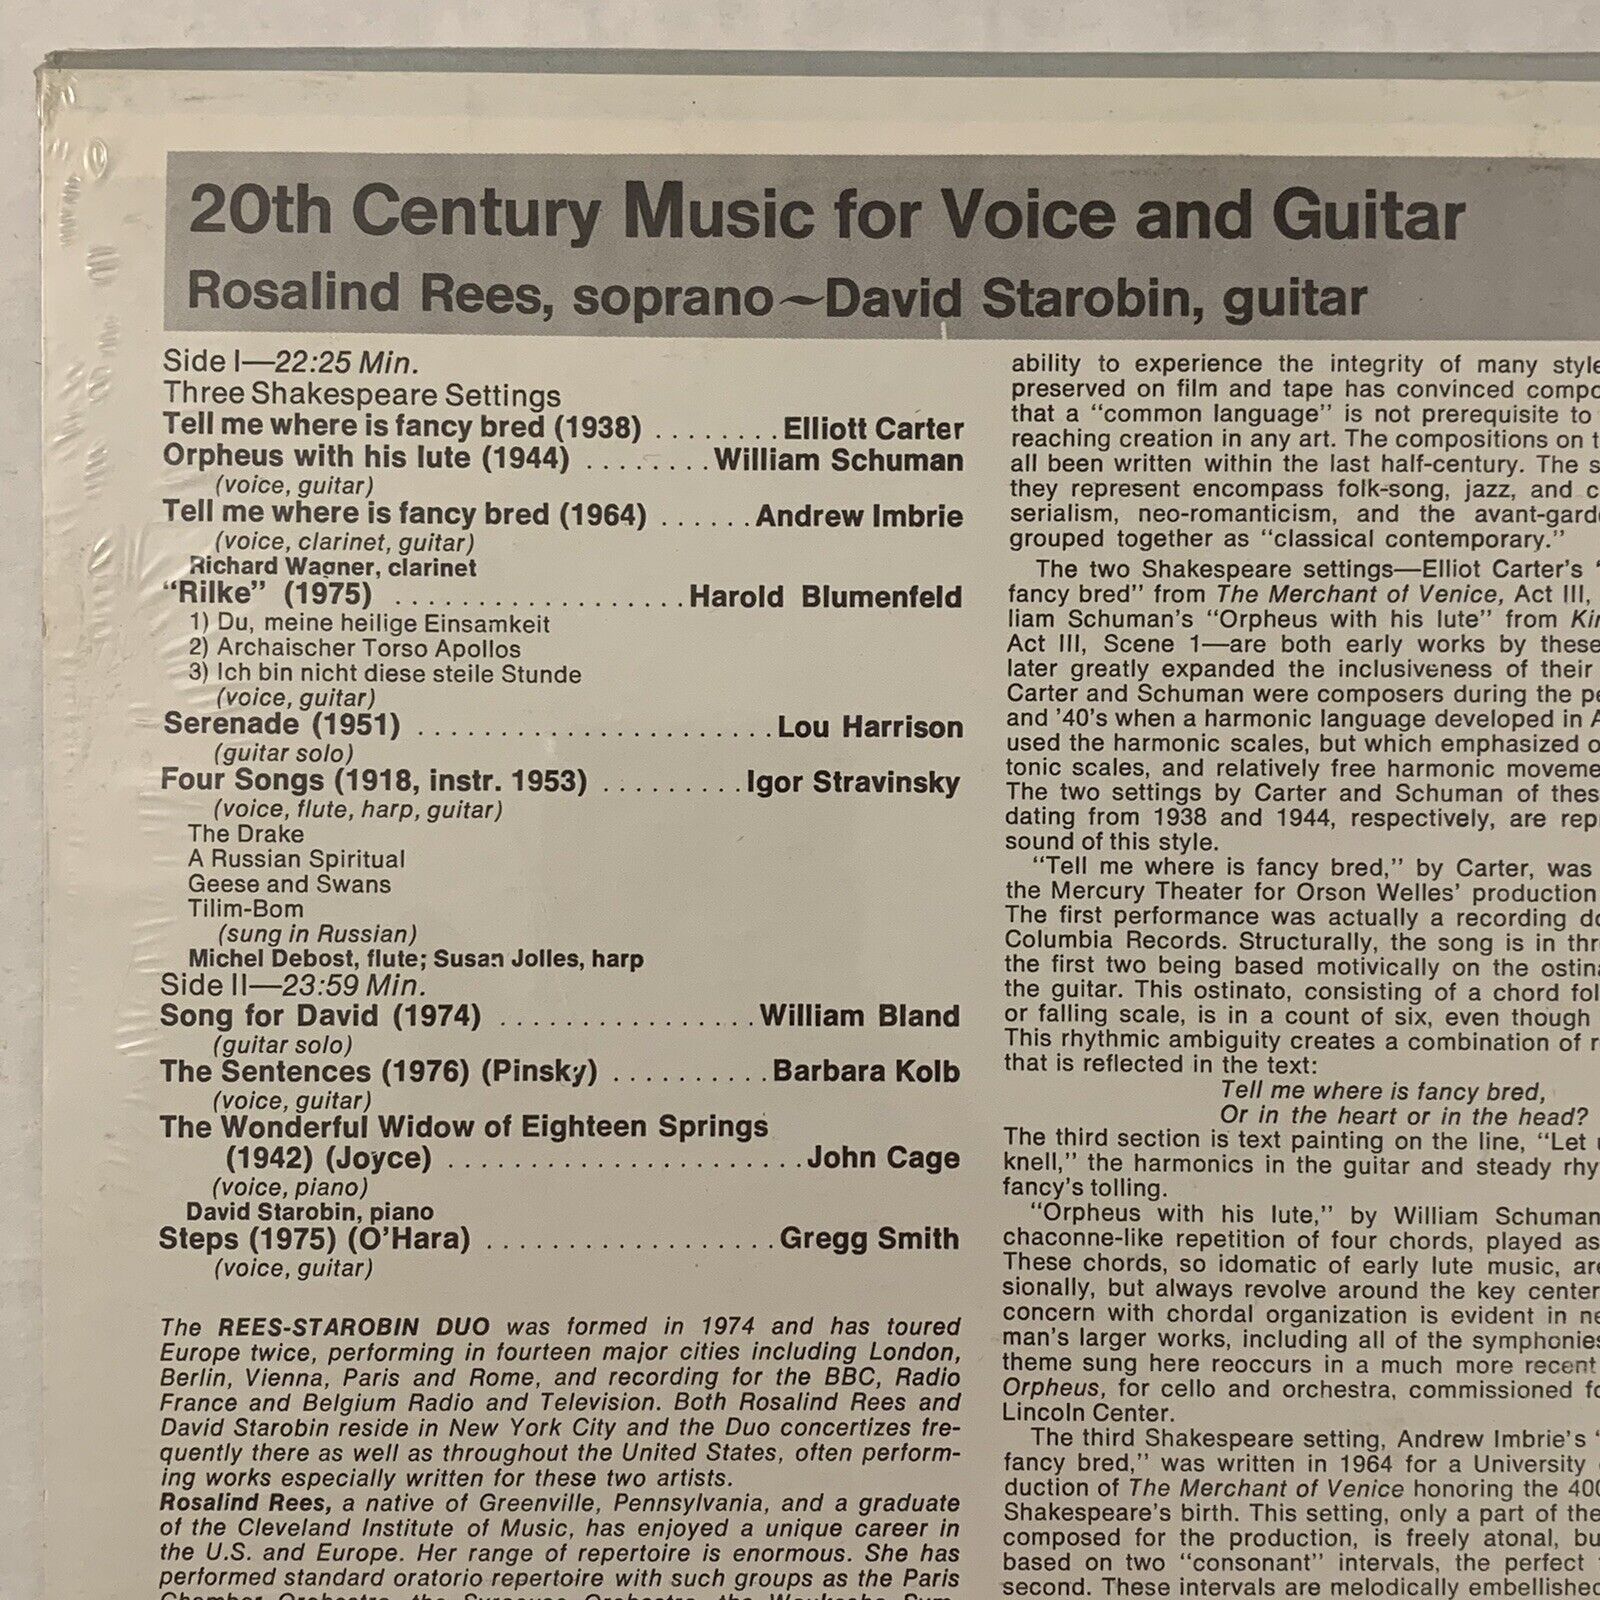 20th Century Music for Voice and Guitar
Rosalind Rees, soprano~David Starobin, guitar
Side I—22:25 Min.
Three Shakespeare Settings
Tell me where is fancy bred (1938) ........Elliott Carter
Orpheus with his lute (1944) ........William Schuman
(voice, guitar)
Tell me where is fancy bred (1964) ......Andrew Imbrie
(voice, clarinet, guitar)
Richard Wagner, clarinet
"Rilke" (1975) ..................Harold Blumenfeld
1) Du, meine heilige Einsamkeit
2) Archaischer Torso Apollos
3) Ich bin nicht diese steile Stunde
(voice, guitar)
Serenade (1951) ......................Lou Harrison
(guitar solo)
Four Songs (1918, instr. 1953) .........Igor Stravinsky
(voice, flute, harp, guitar)
The Drake
A Russian Spiritual
Geese and Swans
Tilim-Bom
(sung in Russian)
Michel Debost, flute; Susan Jolles, harp
Side II—23:59 Min.
Song for David (1974) ................William Bland
(guitar solo)
The Sentences (1976) (Pinsky) ..........Barbara Kolb
(voice, guitar)
The Wonderful Widow of Eighteen Springs
(1942) (Joyce) ......................John Cage
(voice, piano)
David Starobin, piano
Steps (1975) (O'Hara) ..................Gregg Smith
(voice, guitar)
The REES-STAROBIN DUO was formed in 1974 and has toured
Europe twice, performing in fourteen major cities including London,
Berlin, Vienna, Paris and Rome, and recording for the BBC, Radio
France and Belgium Radio and Television. Both Rosalind Rees and
David Starobin reside in New York City and the Duo concertizes fre-
quently there as well as throughout the United States, often perform-
ing works especially written for these two artists.
Rosalind Rees, a native of Greenville, Pennsylvania, and a graduate
of the Cleveland Institute of Music, has enjoyed a unique career in
the U.S. and Europe. Her range of repertoire is enormous. She has
performed standard oratorio repertoire with such groups as the Paris
ability to experience the integrity of many style
preserved on film and tape has convinced compo
that a "common language" is not prerequisite to
reaching creation in any art. The compositions on t
all been written within the last half-century. The s
they represent encompass folk-song, jazz, and c
serialism, neo-romanticism, and the avant-gard
grouped together as "classical contemporary."
The two Shakespeare settings—Elliot Carter's "
fancy bred" from The Merchant of Venice, Act III,
liam Schuman's "Orpheus with his lute" from Kin
Act III, Scene 1—are both early works by these
later greatly expanded the inclusiveness of their
Carter and Schuman were composers during the pe
and '40's when a harmonic language developed in A
used the harmonic scales, but which emphasized o
tonic scales, and relatively free harmonic moveme
The two settings by Carter and Schuman of thes
dating from 1938 and 1944, respectively, are rep
sound of this style.
"Tell me where is fancy bred," by Carter, was
the Mercury Theater for Orson Welles' production
The first performance was actually a recording do
Columbia Records. Structurally, the song is in thr
the first two being based motivically on the ostina
the guitar. This ostinato, consisting of a chord fol
or falling scale, is in a count of six, even though
This rhythmic ambiguity creates a combination of r
that is reflected in the text:
Tell me where is fancy bred,
Or in the heart or in the head?
The third section is text painting on the line, "Let u
knell," the harmonics in the guitar and steady rhy
fancy's tolling.
"Orpheus with his lute," by William Schuman
chaconne-like repetition of four chords, played as
These chords, so idomatic of early lute music, are
sionally, but always revolve around the key center
concern with chordal organization is evident in ne
man's larger works, including all of the symphonies
theme sung here reoccurs in a much more recent
Orpheus, for cello and orchestra, commissioned fo
Lincoln Center.
The third Shakespeare setting, Andrew Imbrie's "
fancy bred," was written in 1964 for a University
duction of The Merchant of Venice honoring the 400
Shakespeare's birth. This setting, only a part of the
composed for the production, is freely atonal, bu
based on two "consonant" intervals, the perfect
second. These intervals are melodically embellished